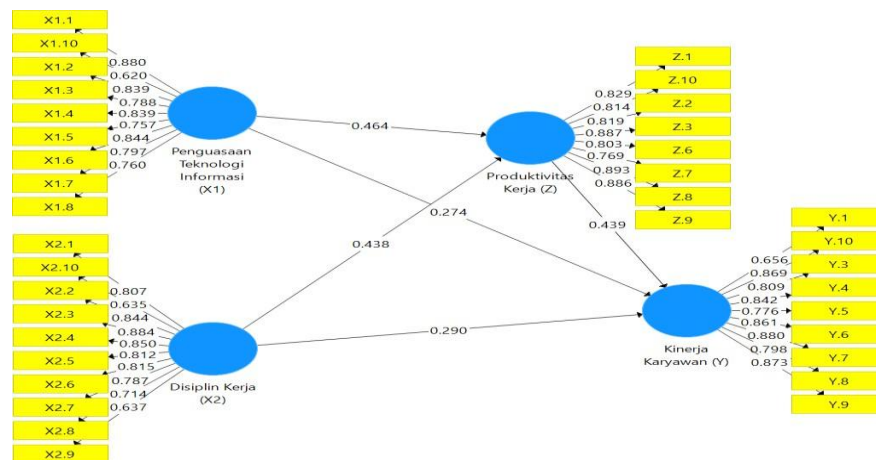 X1.1
X1.10
X1.2
X1.3
X1.4
X1.5
X1.6
X1.7
X1.8
0.880
0.620
0.839
0.788
0.839
0.757
0.844
0.797
0.760
Penguasaan
Teknologi
Informasi
(X1)
X2.1
X2.10
X2.2
X2.3
X2.4
X2.5
X2.6
X2.7
X2.8
X2.9
0.807
0.635
0.844
0.884
0.850
0.812
0.815
0.787
0.714
0.637
Disiplin Kerja
(X2)
0.464
0.274
0.438
0.290
0.439
Produktivitas
Kerja (Z)
0.829
0.814
0.819
0.887
0.803
0.769
0.893
0.886
Z.1
Z.10
Z.2
Z.3
Z.6
Z.7
Z.8
Z.9
Kinerja
Karyawan (Y)
0.656
0.869
0.809
0.842
0.776
0.861
0.880
0.798
0.873
Y.1
Y.10
Y.3
Y.4
Y.5
Y.6
Y.7
Y.8
Y.9